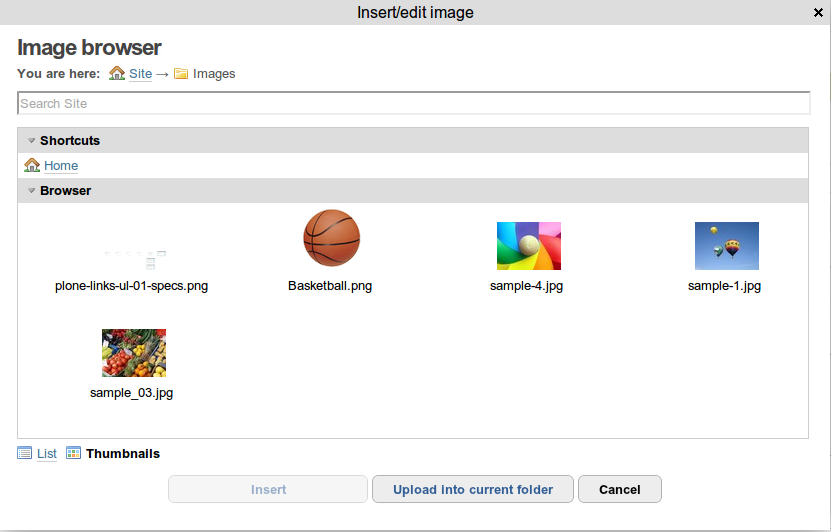 Insert/edit image
Image browser
You are here: Site → Images
Search Site
Shortcuts
Home
Browser
plone-links-ul-01-specs.png Basketball.png sample-4.jpg sample-1.jpg
sample_03.jpg
List Thumbnails
Insert Upload into current folder Cancel